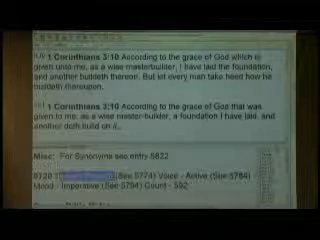 1 Corinthians 3:10 According to the grace of God which is
given unto me, as a wise masterbuilder, I have laid the foundation,
and another buildeth thereon. But let every man take heed how he
buildeth thereupon.
1 Corinthians 3:10 According to the grace of God that was
given to me, as a wise master-builder, a foundation I have laid, and
another doth build on it,
Misc: For Synonyms see entry 5822
(See 5774) Voice - Active (See 5784)
Mood - Imperative (See 5794) Count - 592